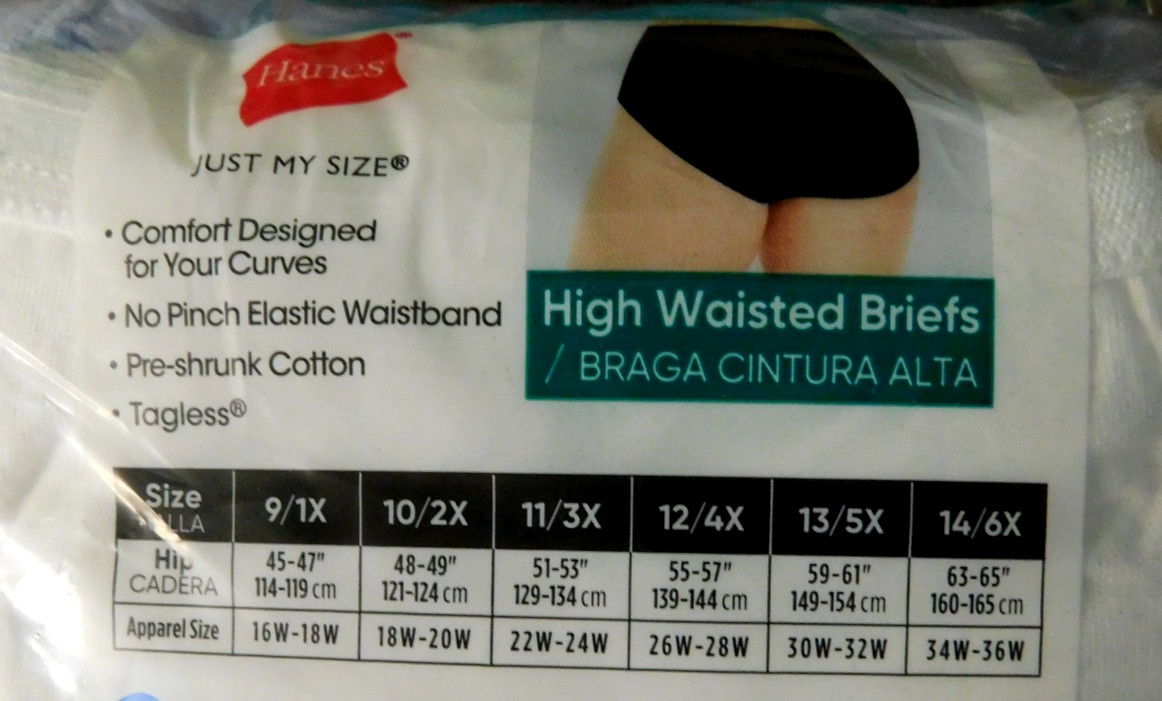 Hanes®
JUST MY SIZE®
• Comfort Designed
for Your Curves
• No Pinch Elastic Waistband
• Pre-shrunk Cotton
• Tagless®
High Waisted Briefs
/ BRAGA CINTURA ALTA
Size 9/1X 10/2X 11/3X 12/4X 13/5X 14/6X
Hip 45-47" 48-49" 51-53" 55-57" 59-61" 63-65"
CADERA 114-119 cm 121-124 cm 129-134 cm 139-144 cm 149-154 cm 160-165 cm
Apparel Size 16W-18W 18W-20W 22W-24W 26W-28W 30W-32W 34W-36W